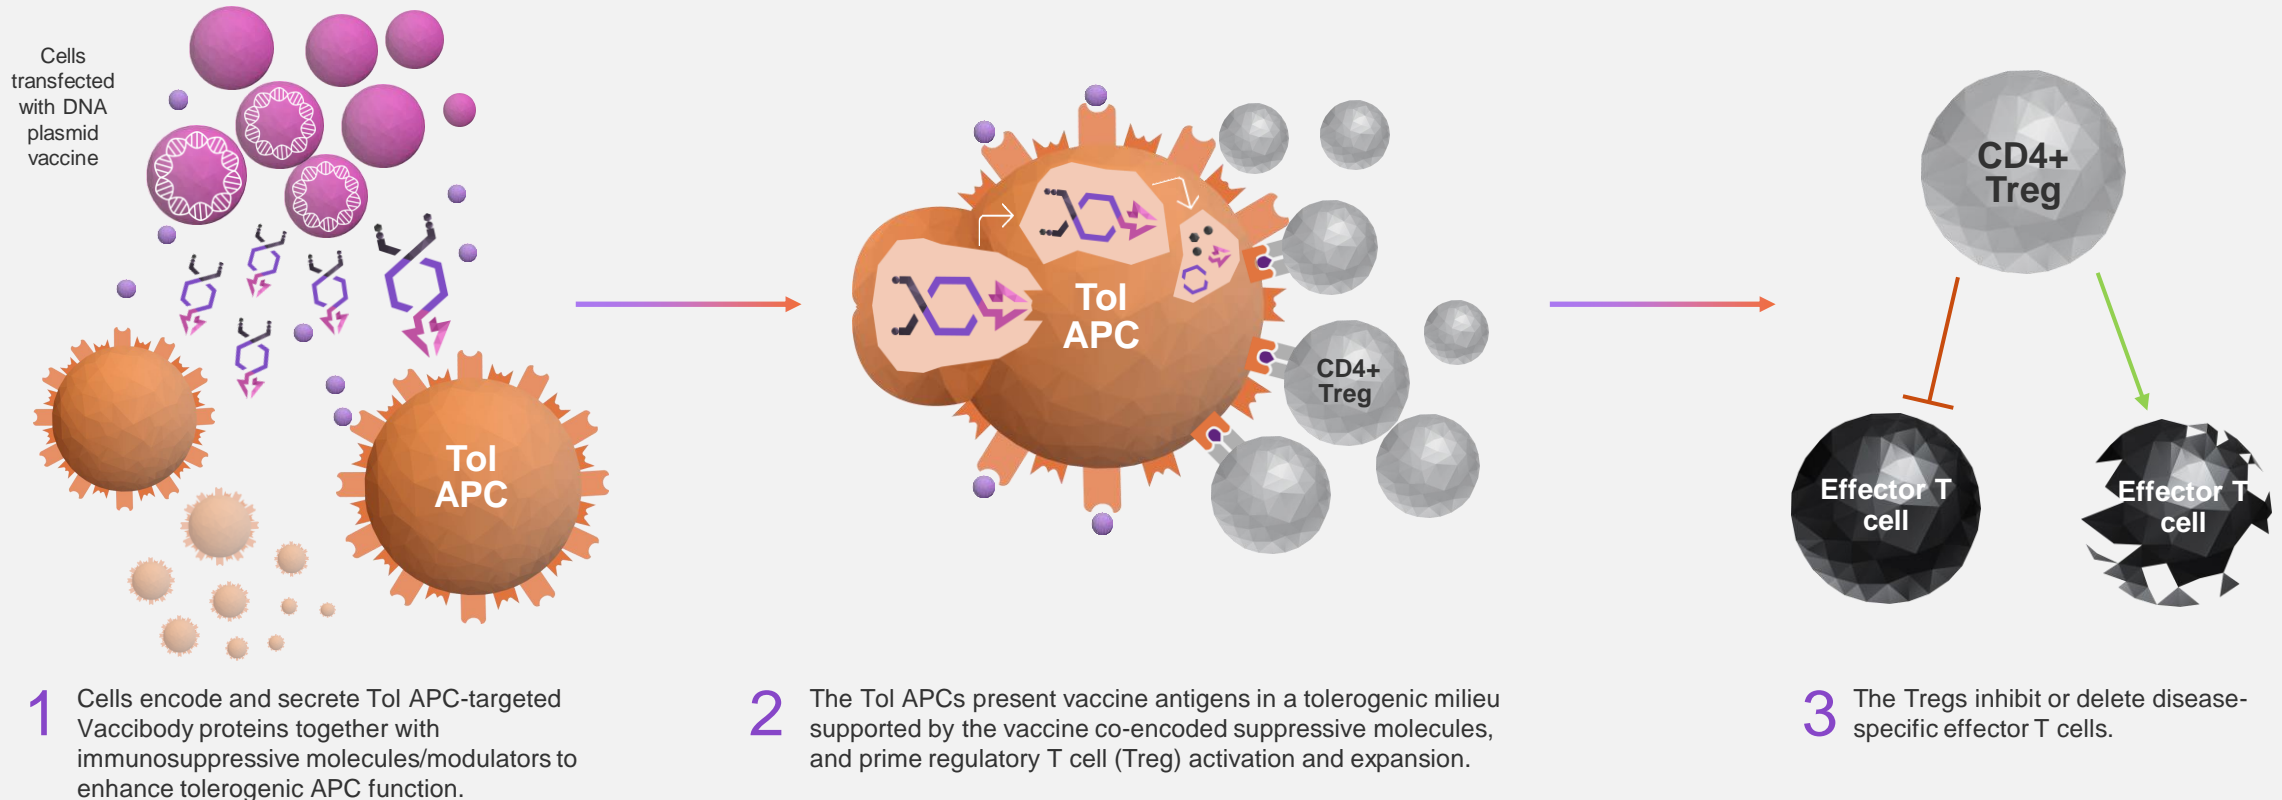 Cells
transfected
with DNA
plasmid
vaccine
Tol
APC
Tol
APC
CD4+
Treg
CD4+
Treg
Effector T
cell
Effector T
cell
1
Cells encode and secrete Tol APC-targeted
Vaccibody proteins together with
immunosuppressive molecules/modulators to
enhance tolerogenic APC function.
2
The Tol APCs present vaccine antigens in a tolerogenic milieu
supported by the vaccine co-encoded suppressive molecules,
and prime regulatory T cell (Treg) activation and expansion.
3
The Tregs inhibit or delete disease-
specific effector T cells.